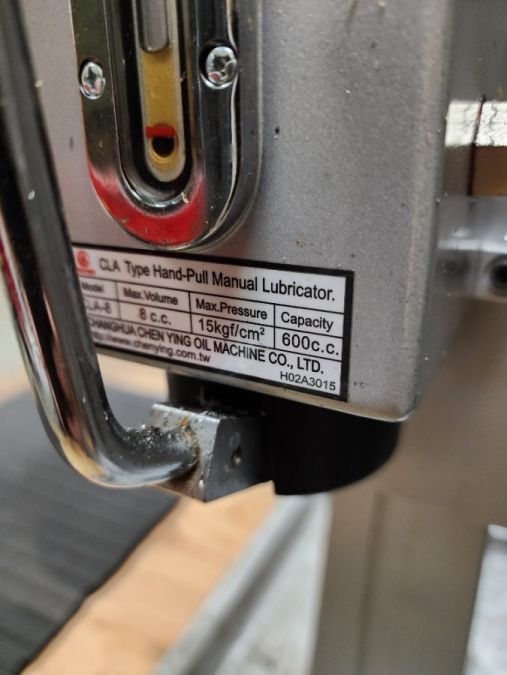 CLA Type Hand-Pull Manual Lubricator.
Model Max.Volume Max.Pressure Capacity
CLA-8 8 c.c. 15kgf/cm² 600c.c.
CHANGHUA CHEN YING OIL MACHINE CO., LTD.
http://www.chenying.com.tw
H02A3015